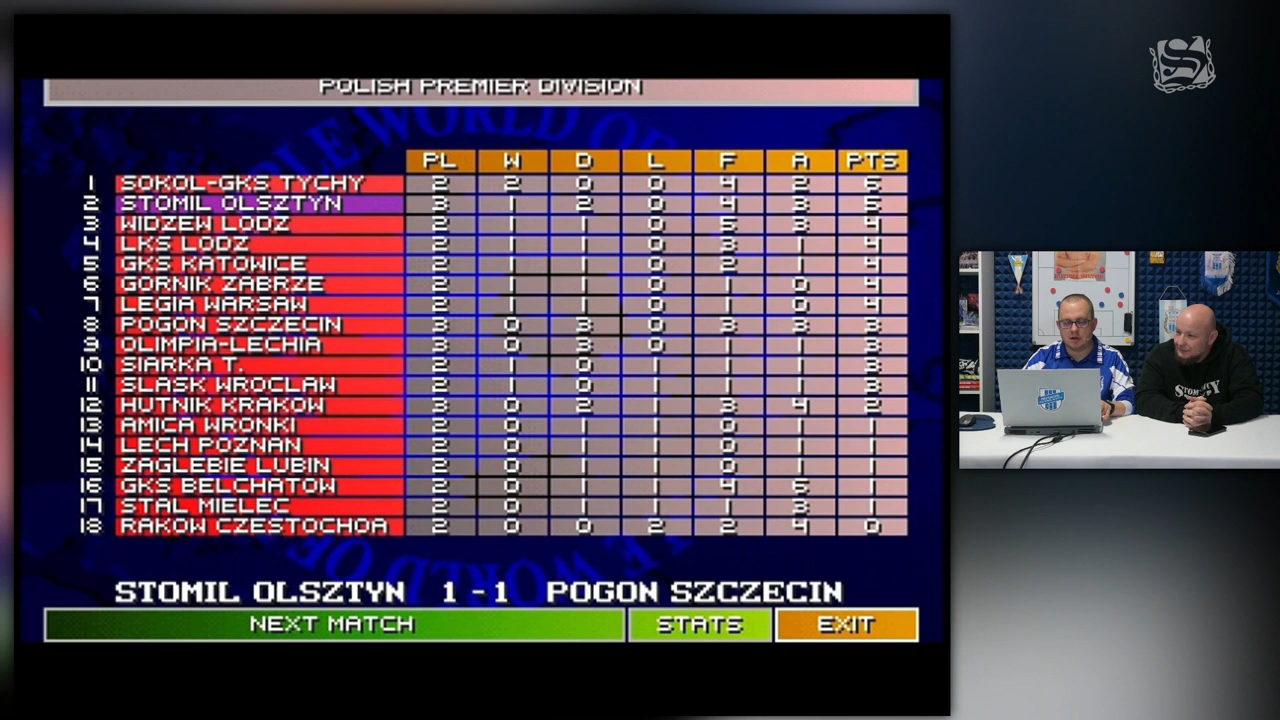 POLISH PREMIER DIVISION
PL W D L F A PTS
1 SOKOL-GKS TYCHY 2 2 0 0 4 2 6
2 STOMIL OLSZTYN 3 1 2 0 4 3 5
3 WIDZEW LODZ 2 1 1 0 5 3 4
4 LKS LODZ 2 1 1 0 3 1 4
5 GKS KATOWICE 2 1 1 0 2 1 4
6 GORNIK ZABRZE 2 1 1 0 1 0 4
7 LEGIA WARSAW 2 1 1 0 1 0 4
8 POGON SZCZECIN 3 0 3 0 3 3 3
9 OLIMPIA-LECHIA 3 0 3 0 1 1 3
10 SIARKA T. 2 1 0 1 1 1 3
11 SLASK WROCLAW 2 1 0 1 1 1 3
12 HUTNIK KRAKOW 3 0 2 1 3 4 2
13 AMICA WRONKI 2 0 1 1 0 1 1
14 LECH POZNAN 2 0 1 1 0 1 1
15 ZAGLEBIE LUBIN 2 0 1 1 0 1 1
16 GKS BELCHATOW 2 0 1 1 4 6 1
17 STAL MIELEC 2 0 1 1 1 3 1
18 RAKOW CZESTOCHOA 2 0 0 2 2 4 0
STOMIL OLSZTYN 1 - 1 POGON SZCZECIN
NEXT MATCH STATS EXIT